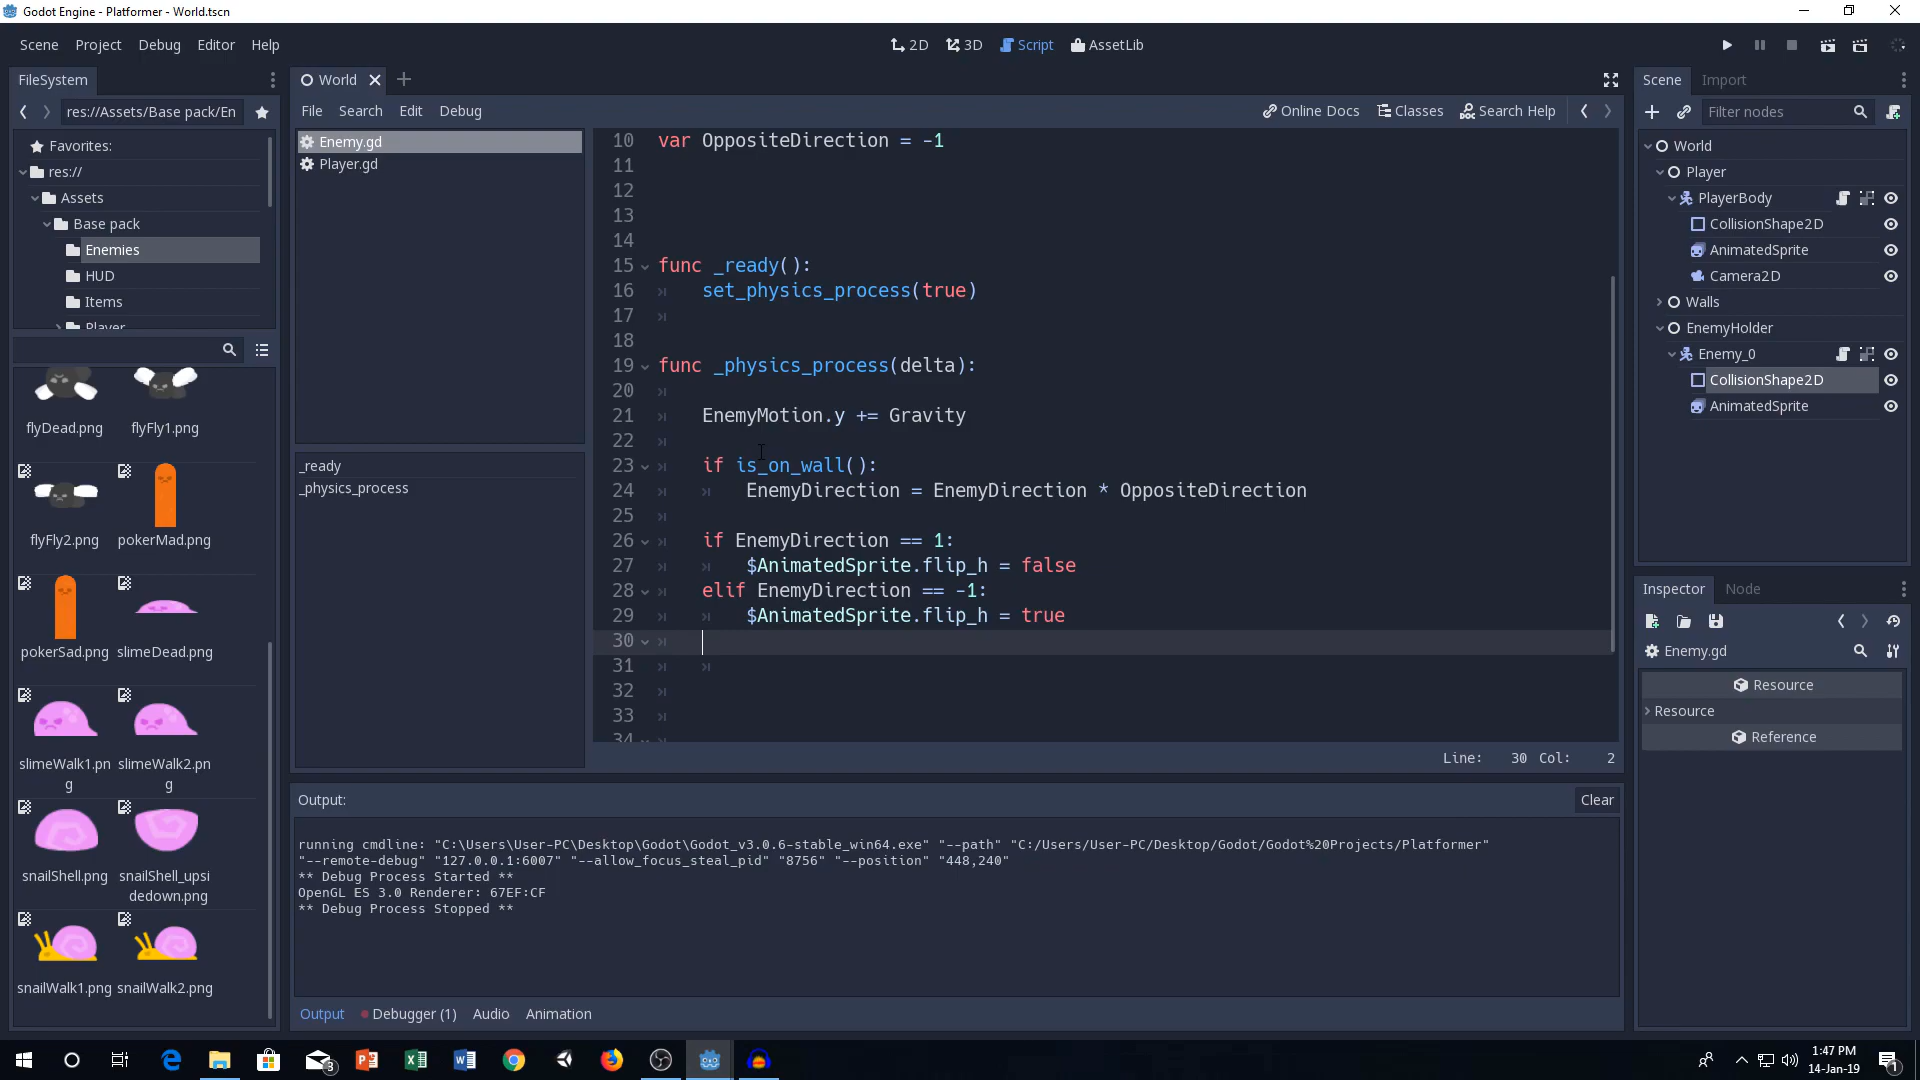 Godot Engine - Platformer - World.tscn
Scene Project Debug Editor Help
2D 3D Script AssetLib
FileSystem
res://Assets/Base pack/En
Favorites:
res://
Assets
Base pack
Enemies
HUD
Items
Player
flyDead.png flyFly1.png
flyFly2.png pokerMad.png
pokerSad.png slimeDead.png
slimeWalk1.pn slimeWalk2.pn
g g
snailShell.png snailShell_upsi
dedown.png
snailWalk1.png snailWalk2.png
World
File Search Edit Debug
Online Docs Classes Search Help
Enemy.gd
Player.gd
_ready
_physics_process
10 var OppositeDirection = -1
11
12
13
14
15 func _ready():
16 set_physics_process(true)
17
18
19 func _physics_process(delta):
20
21 EnemyMotion.y += Gravity
22
23 if is_on_wall():
24 EnemyDirection = EnemyDirection * OppositeDirection
25
26 if EnemyDirection == 1:
27 $AnimatedSprite.flip_h = false
28 elif EnemyDirection == -1:
29 $AnimatedSprite.flip_h = true
30
31
32
33
34
Line: 30 Col: 2
Output:
Clear
running cmdline: "C:\Users\User-PC\Desktop\Godot\Godot_v3.0.6-stable_win64.exe" "--path" "C:/Users/User-PC/Desktop/Godot/Godot%20Projects/Platformer"
"--remote-debug" "127.0.0.1:6007" "--allow_focus_steal_pid" "8756" "--position" "448,240"
** Debug Process Started **
OpenGL ES 3.0 Renderer: 67EF:CF
** Debug Process Stopped **
Output Debugger (1) Audio Animation
Scene Import
Filter nodes
World
Player
PlayerBody
CollisionShape2D
AnimatedSprite
Camera2D
Walls
EnemyHolder
Enemy_0
CollisionShape2D
AnimatedSprite
Inspector Node
Enemy.gd
Resource
Resource
Reference
3
1:47 PM
14-Jan-19
1